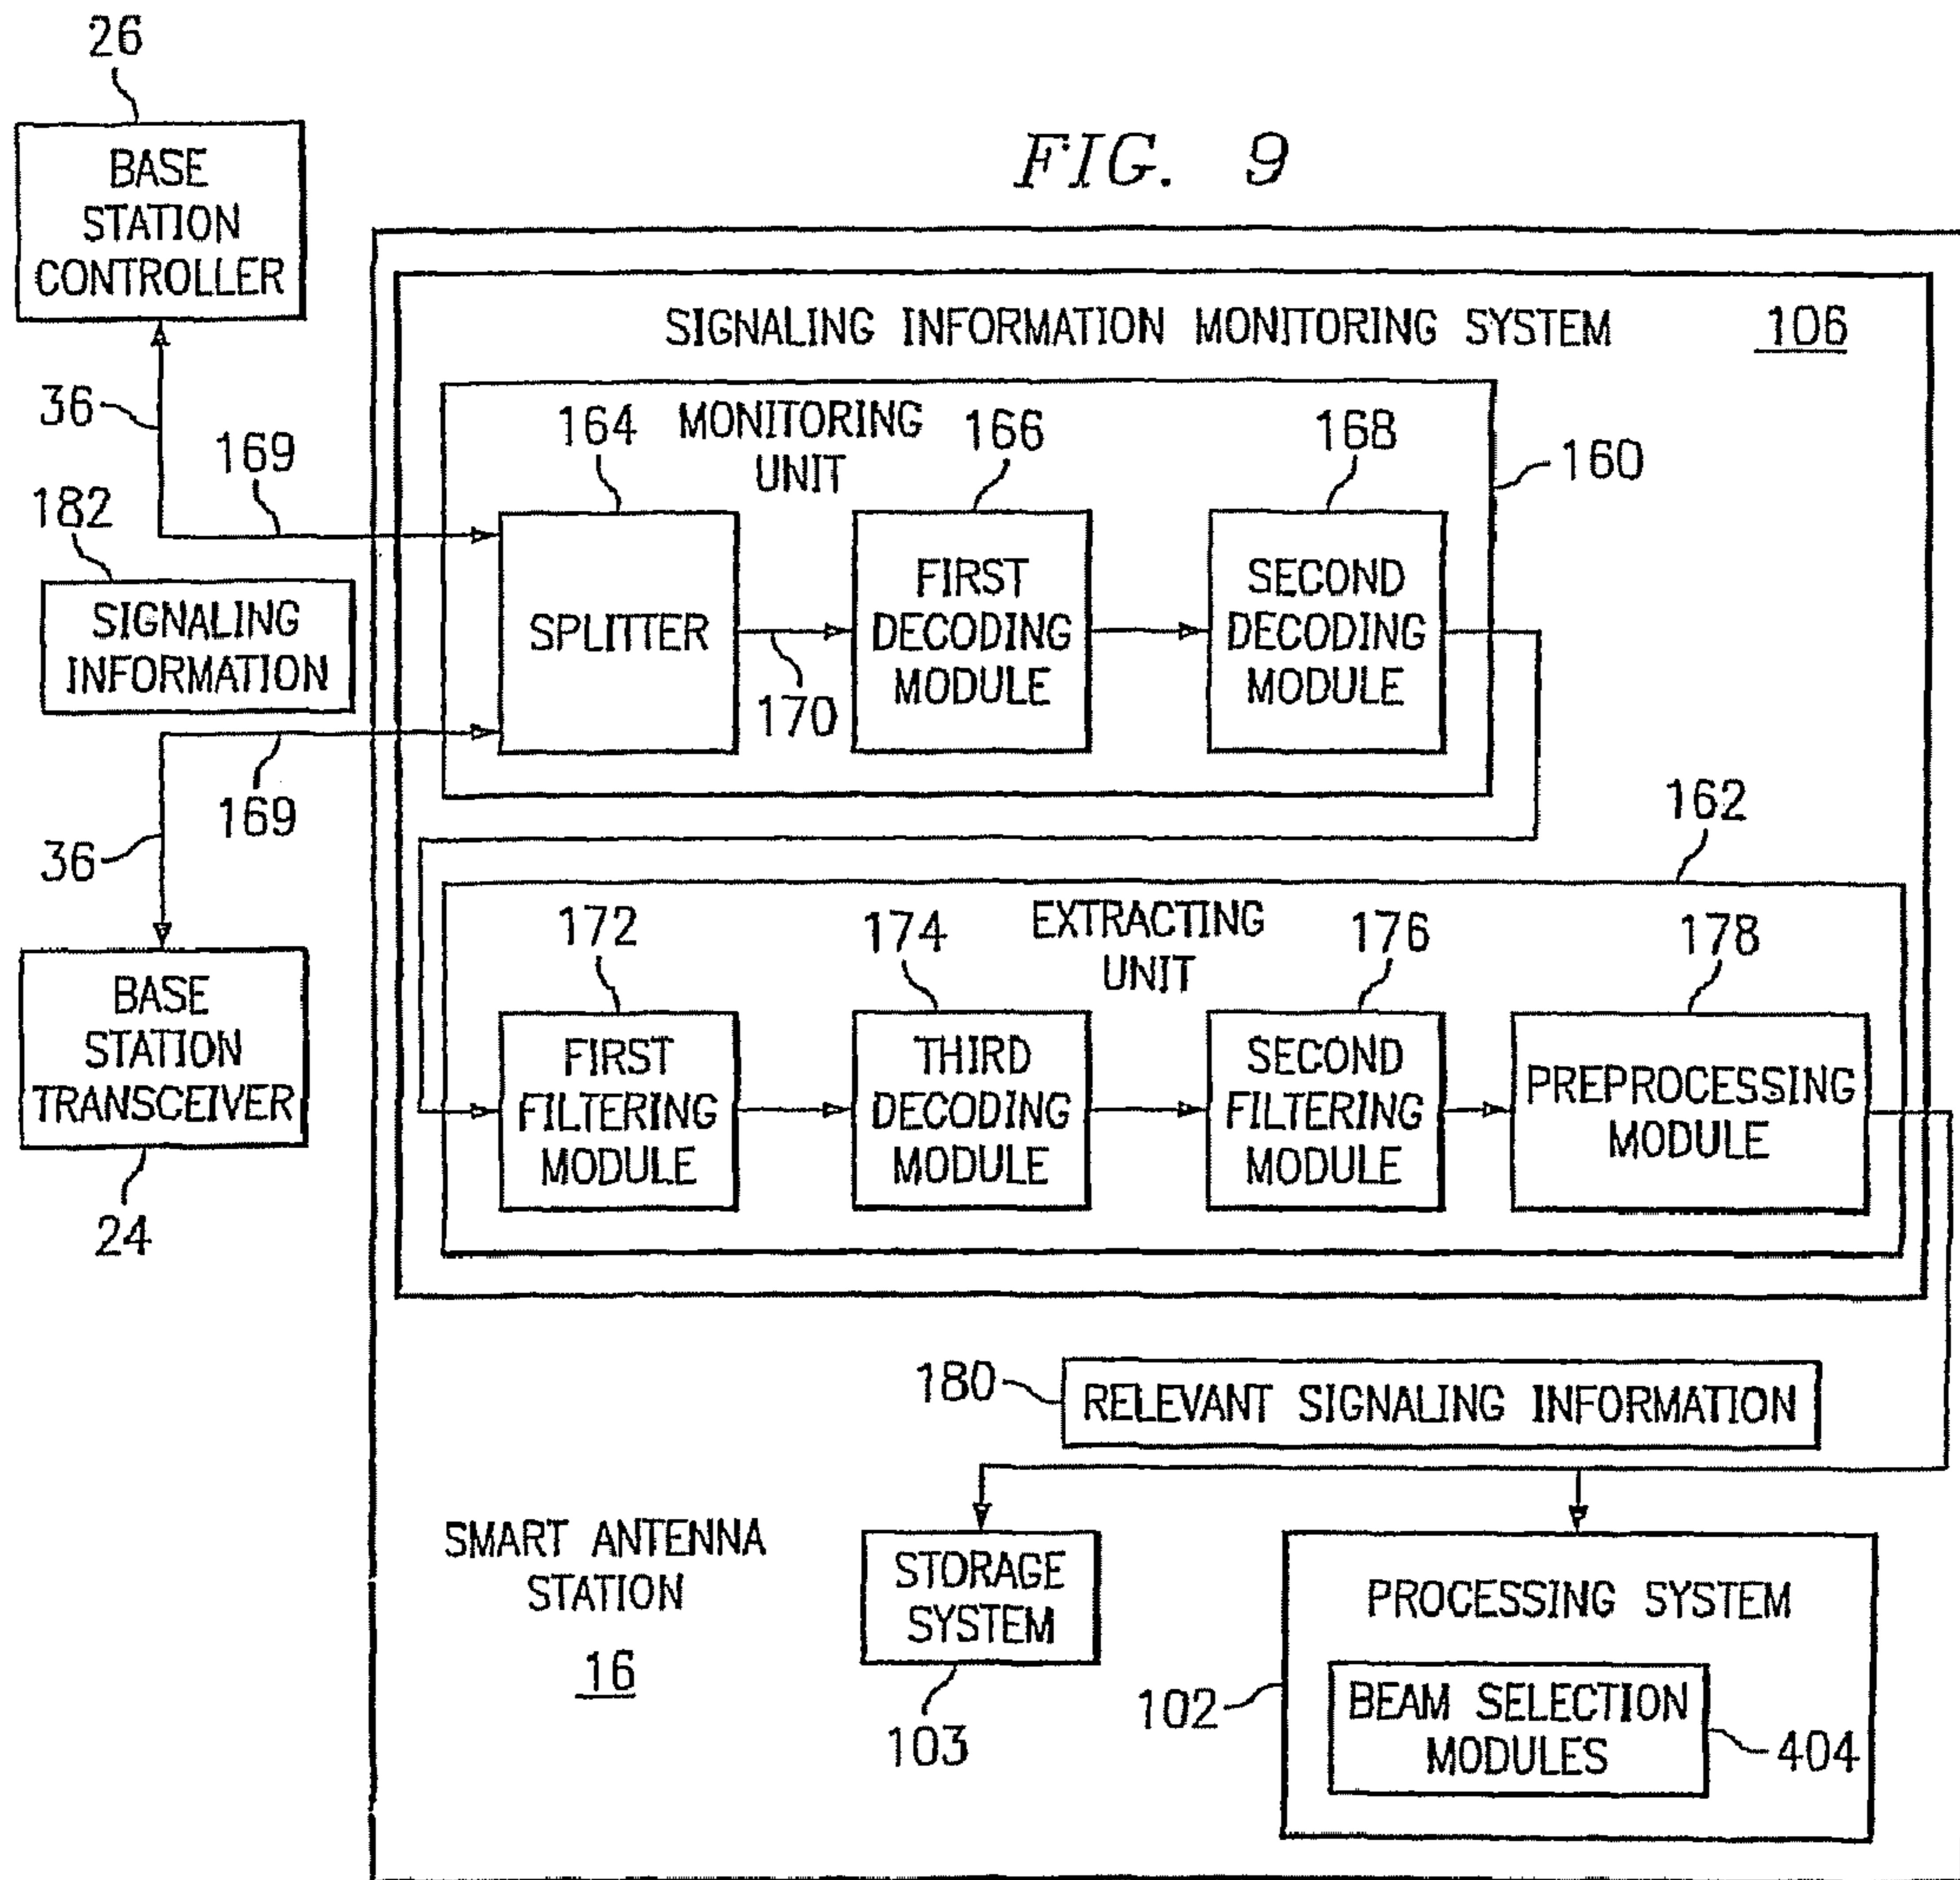 26
BASE
STATION
CONTROLLER
FIG. 9
SIGNALING INFORMATION MONITORING SYSTEM
106
36
169
182
SIGNALING
INFORMATION
164
MONITORING
UNIT
166
168
160
SPLITTER
170
FIRST
DECODING
MODULE
SECOND
DECODING
MODULE
169
36
BASE
STATION
TRANSCEIVER
24
162
172
174
EXTRACTING
UNIT
176
178
FIRST
FILTERING
MODULE
THIRD
DECODING
MODULE
SECOND
FILTERING
MODULE
PREPROCESSING
MODULE
180
RELEVANT SIGNALING INFORMATION
SMART ANTENNA
STATION
16
STORAGE
SYSTEM
103
PROCESSING SYSTEM
102
BEAM SELECTION
MODULES
404